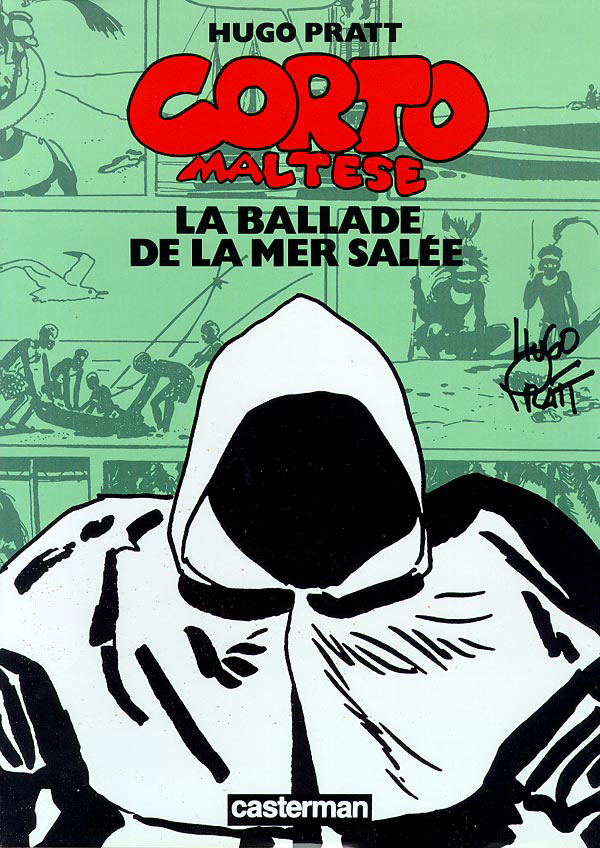 HUGO PRATT
CORTO
MALTESE
LA BALLADE
DE LA MER SALÉE
HUGO
PRATT
casterman